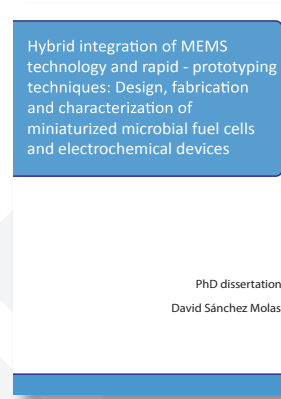 Hybrid integration of MEMS
technology and rapid - prototyping
techniques: Design, fabrication
and characterization of
miniaturized microbial fuel cells
and electrochemical devices
PhD dissertation
David Sánchez Molas